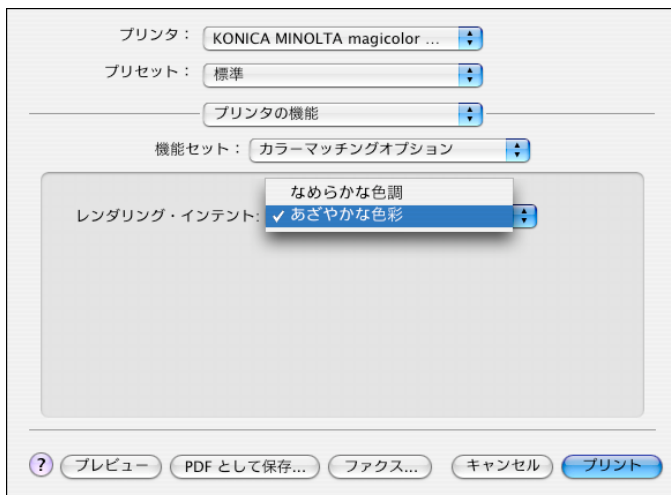 プリンタ： KONICA MINOLTA magicolor ...
プリセット： 標準
プリンタの機能
機能セット： カラーマッチングオプション
なめらかな色調
レンダリング・インテント: ✓ あざやかな色彩
? プレビュー PDF として保存... ファクス... キャンセル プリント